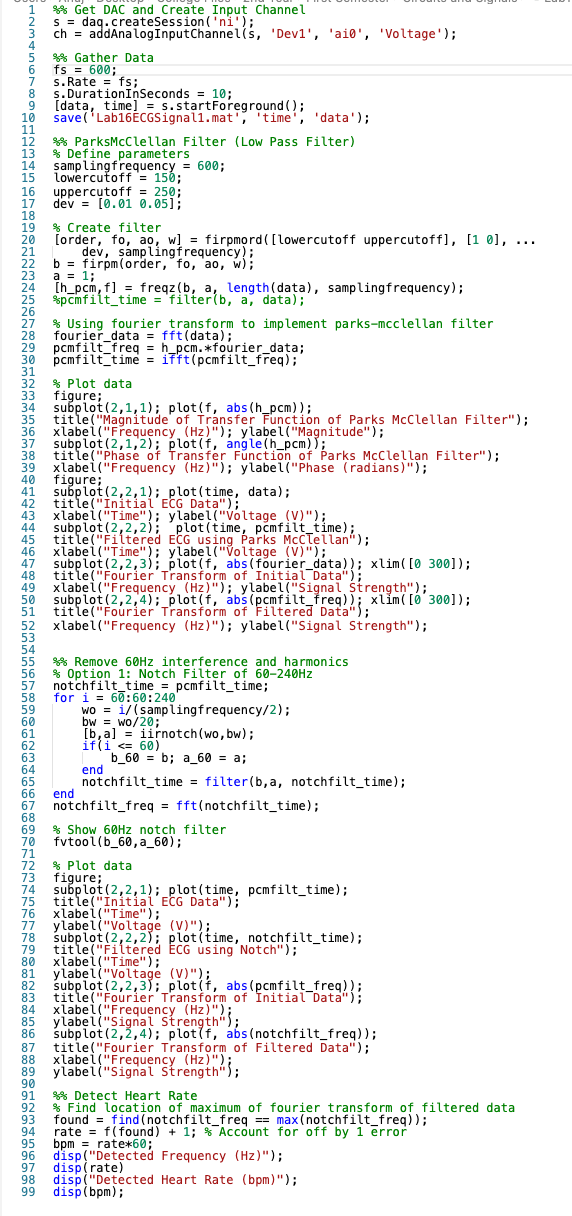 1 %% Get DAC and Create Input Channel
2 s = daq.createSession('ni');
3 ch = addAnalogInputChannel(s, 'Dev1', 'ai0', 'Voltage');
4
5 %% Gather Data
6 fs = 600;
7 s.Rate = fs;
8 s.DurationInSeconds = 10;
9 [data, time] = s.startForeground();
10 save('Lab16ECGSignal1.mat', 'time', 'data');
11
12 %% ParksMcClellan Filter (Low Pass Filter)
13 % Define parameters
14 samplingfrequency = 600;
15 lowercutoff = 150;
16 uppercutoff = 250;
17 dev = [0.01 0.05];
18
19 % Create filter
20 [order, fo, ao, w] = firpmord([lowercutoff uppercutoff], [1 0], ...
21 dev, samplingfrequency);
22 b = firpm(order, fo, ao, w);
23 a = 1;
24 [h_pcm,f] = freqz(b, a, length(data), samplingfrequency);
25 %pcmfilt_time = filter(b, a, data);
26
27 % Using fourier transform to implement parks-mcclellan filter
28 fourier_data = fft(data);
29 pcmfilt_freq = h_pcm.*fourier_data;
30 pcmfilt_time = ifft(pcmfilt_freq);
31
32 % Plot data
33 figure;
34 subplot(2,1,1); plot(f, abs(h_pcm));
35 title("Magnitude of Transfer Function of Parks McClellan Filter");
36 xlabel("Frequency (Hz)"); ylabel("Magnitude");
37 subplot(2,1,2); plot(f, angle(h_pcm));
38 title("Phase of Transfer Function of Parks McClellan Filter");
39 xlabel("Frequency (Hz)"); ylabel("Phase (radians)");
40 figure;
41 subplot(2,2,1); plot(time, data);
42 title("Initial ECG Data");
43 xlabel("Time"); ylabel("Voltage (V)");
44 subplot(2,2,2); plot(time, pcmfilt_time);
45 title("Filtered ECG using Parks McClellan");
46 xlabel("Time"); ylabel("Voltage (V)");
47 subplot(2,2,3); plot(f, abs(fourier_data)); xlim([0 300]);
48 title("Fourier Transform of Initial Data");
49 xlabel("Frequency (Hz)"); ylabel("Signal Strength");
50 subplot(2,2,4); plot(f, abs(pcmfilt_freq)); xlim([0 300]);
51 title("Fourier Transform of Filtered Data");
52 xlabel("Frequency (Hz)"); ylabel("Signal Strength");
53
54
55 %% Remove 60Hz interference and harmonics
56 % Option 1: Notch Filter of 60-240Hz
57 notchfilt_time = pcmfilt_time;
58 for i = 60:60:240
59 wo = i/(samplingfrequency/2);
60 bw = wo/20;
61 [b,a] = iirnotch(wo,bw);
62 if(i <= 60)
63 b_60 = b; a_60 = a;
64 end
65 notchfilt_time = filter(b,a, notchfilt_time);
66 end
67 notchfilt_freq = fft(notchfilt_time);
68
69 % Show 60Hz notch filter
70 fvtool(b_60,a_60);
71
72 % Plot data
73 figure;
74 subplot(2,2,1); plot(time, pcmfilt_time);
75 title("Initial ECG Data");
76 xlabel("Time");
77 ylabel("Voltage (V)");
78 subplot(2,2,2); plot(time, notchfilt_time);
79 title("Filtered ECG using Notch");
80 xlabel("Time");
81 ylabel("Voltage (V)");
82 subplot(2,2,3); plot(f, abs(pcmfilt_freq));
83 title("Fourier Transform of Initial Data");
84 xlabel("Frequency (Hz)");
85 ylabel("Signal Strength");
86 subplot(2,2,4); plot(f, abs(notchfilt_freq));
87 title("Fourier Transform of Filtered Data");
88 xlabel("Frequency (Hz)");
89 ylabel("Signal Strength");
90
91 %% Detect Heart Rate
92 % Find location of maximum of fourier transform of filtered data
93 found = find(notchfilt_freq == max(notchfilt_freq));
94 rate = f(found) + 1; % Account for off by 1 error
95 bpm = rate*60;
96 disp("Detected Frequency (Hz)");
97 disp(rate)
98 disp("Detected Heart Rate (bpm)");
99 disp(bpm);